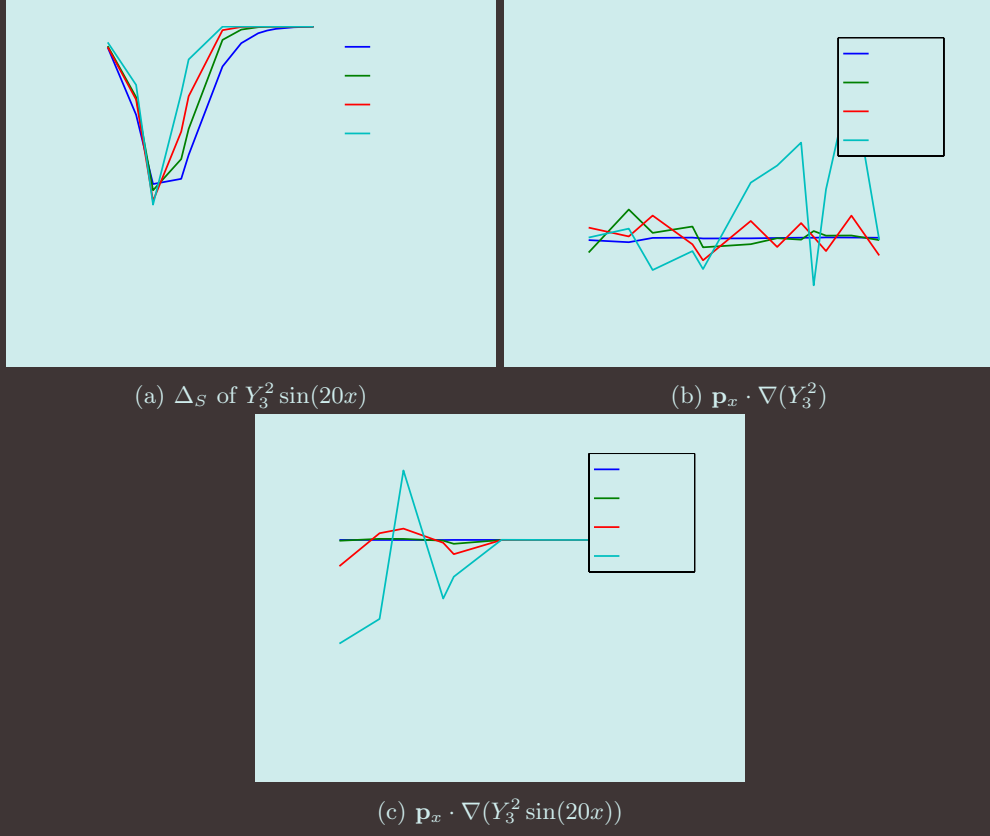 (a) Δ_S of Y_3^2 sin(20x)
(b) p_x · ∇(Y_3^2)
(c) p_x · ∇(Y_3^2 sin(20x))